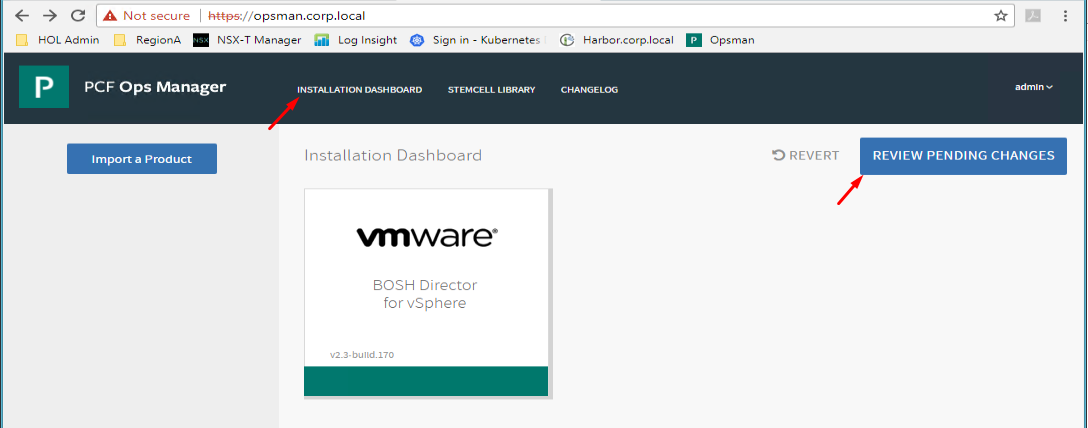 Not secure | https://opsman.corp.local
HOL Admin RegionA NSX NSX-T Manager Log Insight Sign in - Kubernetes Harbor.corp.local P Opsman
P PCF Ops Manager INSTALLATION DASHBOARD STEMCELL LIBRARY CHANGELOG admin
Import a Product
Installation Dashboard REVERT REVIEW PENDING CHANGES
vmware®
BOSH Director
for vSphere
v2.3-build.170